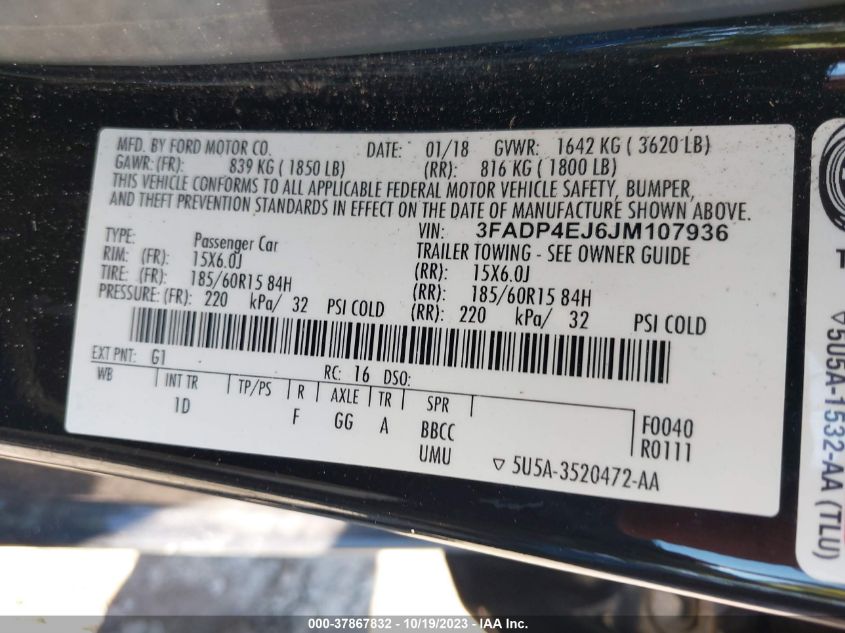 MFD. BY FORD MOTOR CO. DATE: 01/18 GVWR: 1642 KG ( 3620 LB)
GAWR: (FR): 839 KG ( 1850 LB) (RR): 816 KG ( 1800 LB)
THIS VEHICLE CONFORMS TO ALL APPLICABLE FEDERAL MOTOR VEHICLE SAFETY, BUMPER,
AND THEFT PREVENTION STANDARDS IN EFFECT ON THE DATE OF MANUFACTURE SHOWN ABOVE.
VIN: 3FADP4EJ6JM107936
TYPE: Passenger Car TRAILER TOWING - SEE OWNER GUIDE
RIM: (FR): 15X6.0J (RR): 15X6.0J
TIRE: (FR): 185/60R15 84H (RR): 185/60R15 84H
PRESSURE: (FR): 220 kPa/ 32 PSI COLD (RR): 220 kPa/ 32 PSI COLD
EXT PNT: G1 RC: 16 DSO:
WB INT TR TP/PS R AXLE TR SPR
1D F GG A BBCC F0040
UMU R0111
▽ 5U5A-3520472-AA
▽5U5A-1532-AA (TLU)
000-37867832 - 10/19/2023 - IAA Inc.